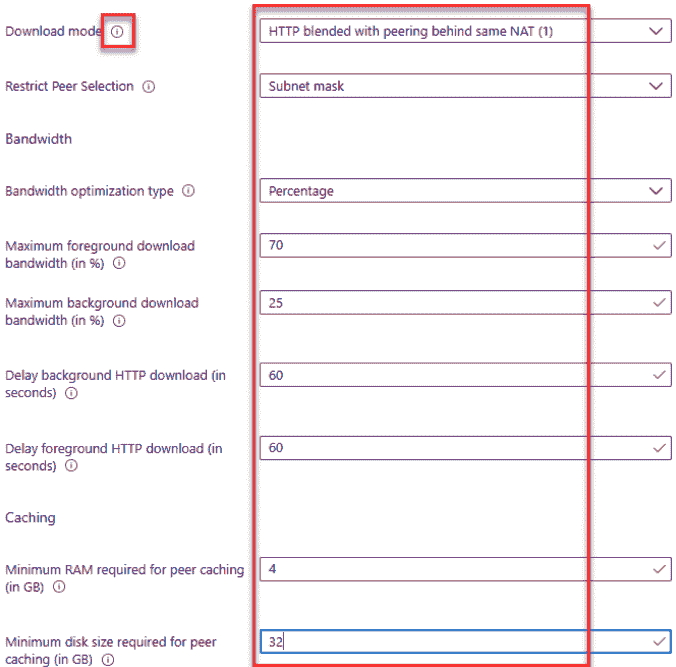 Download mode
HTTP blended with peering behind same NAT (1)
Restrict Peer Selection
Subnet mask
Bandwidth
Bandwidth optimization type
Percentage
Maximum foreground download
bandwidth (in %)
70
Maximum background download
bandwidth (in %)
25
Delay background HTTP download (in
seconds)
60
Delay foreground HTTP download (in
seconds)
60
Caching
Minimum RAM required for peer caching
(in GB)
4
Minimum disk size required for peer
caching (in GB)
32